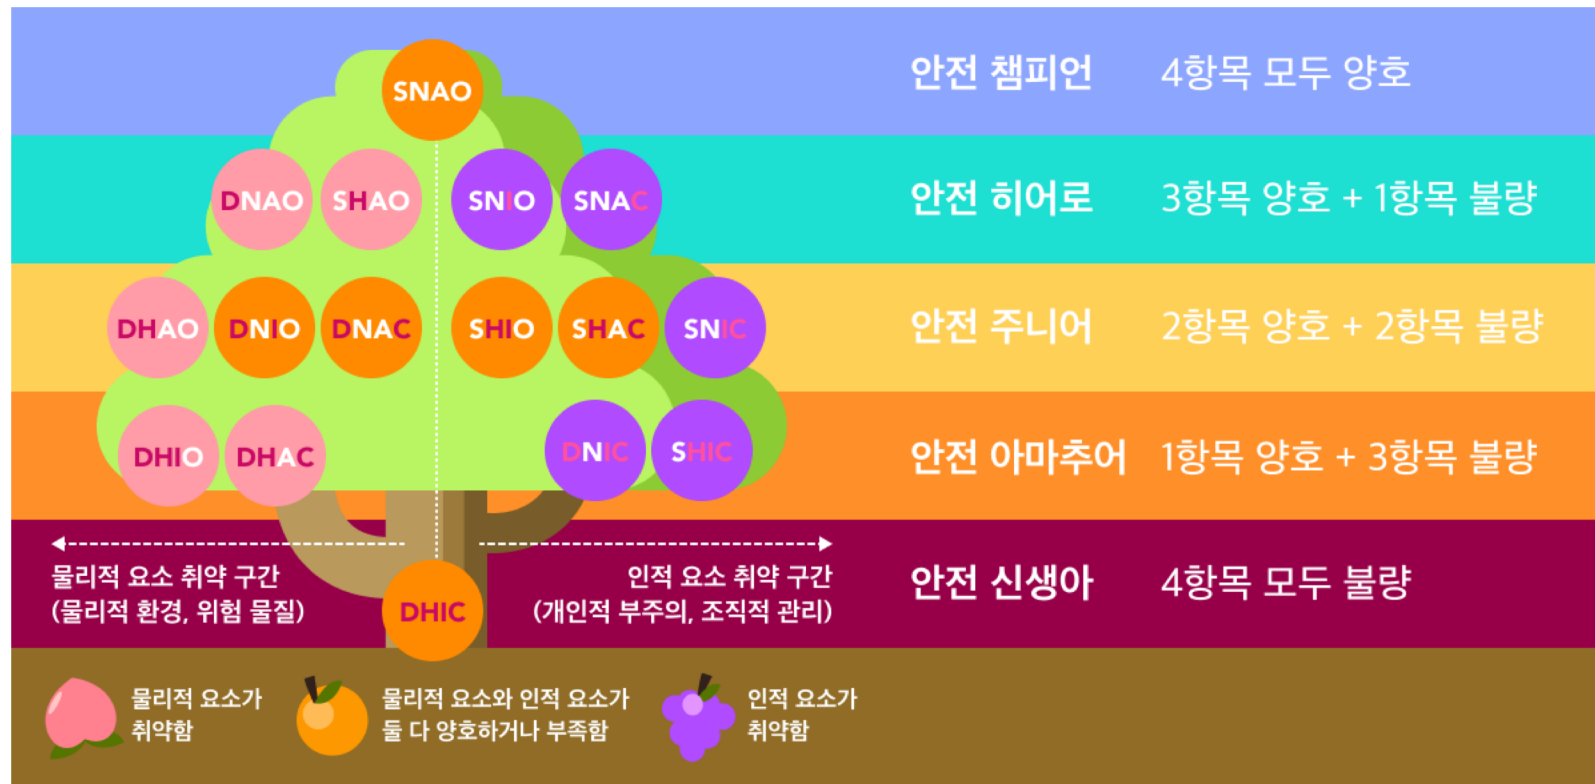 SNAO
안전 챔피언 4항목 모두 양호
DNAO SHAO SNIO SNAC
안전 히어로 3항목 양호 + 1항목 불량
DHAO DNIO DNAC SHIO SHAC SNIC
안전 주니어 2항목 양호 + 2항목 불량
DHIO DHAC DNIC SHIC
안전 아마추어 1항목 양호 + 3항목 불량
물리적 요소 취약 구간
(물리적 환경, 위험 물질)
DHIC
인적 요소 취약 구간
(개인적 부주의, 조직적 관리)
안전 신생아 4항목 모두 불량
물리적 요소가
취약함
물리적 요소와 인적 요소가
둘 다 양호하거나 부족함
인적 요소가
취약함